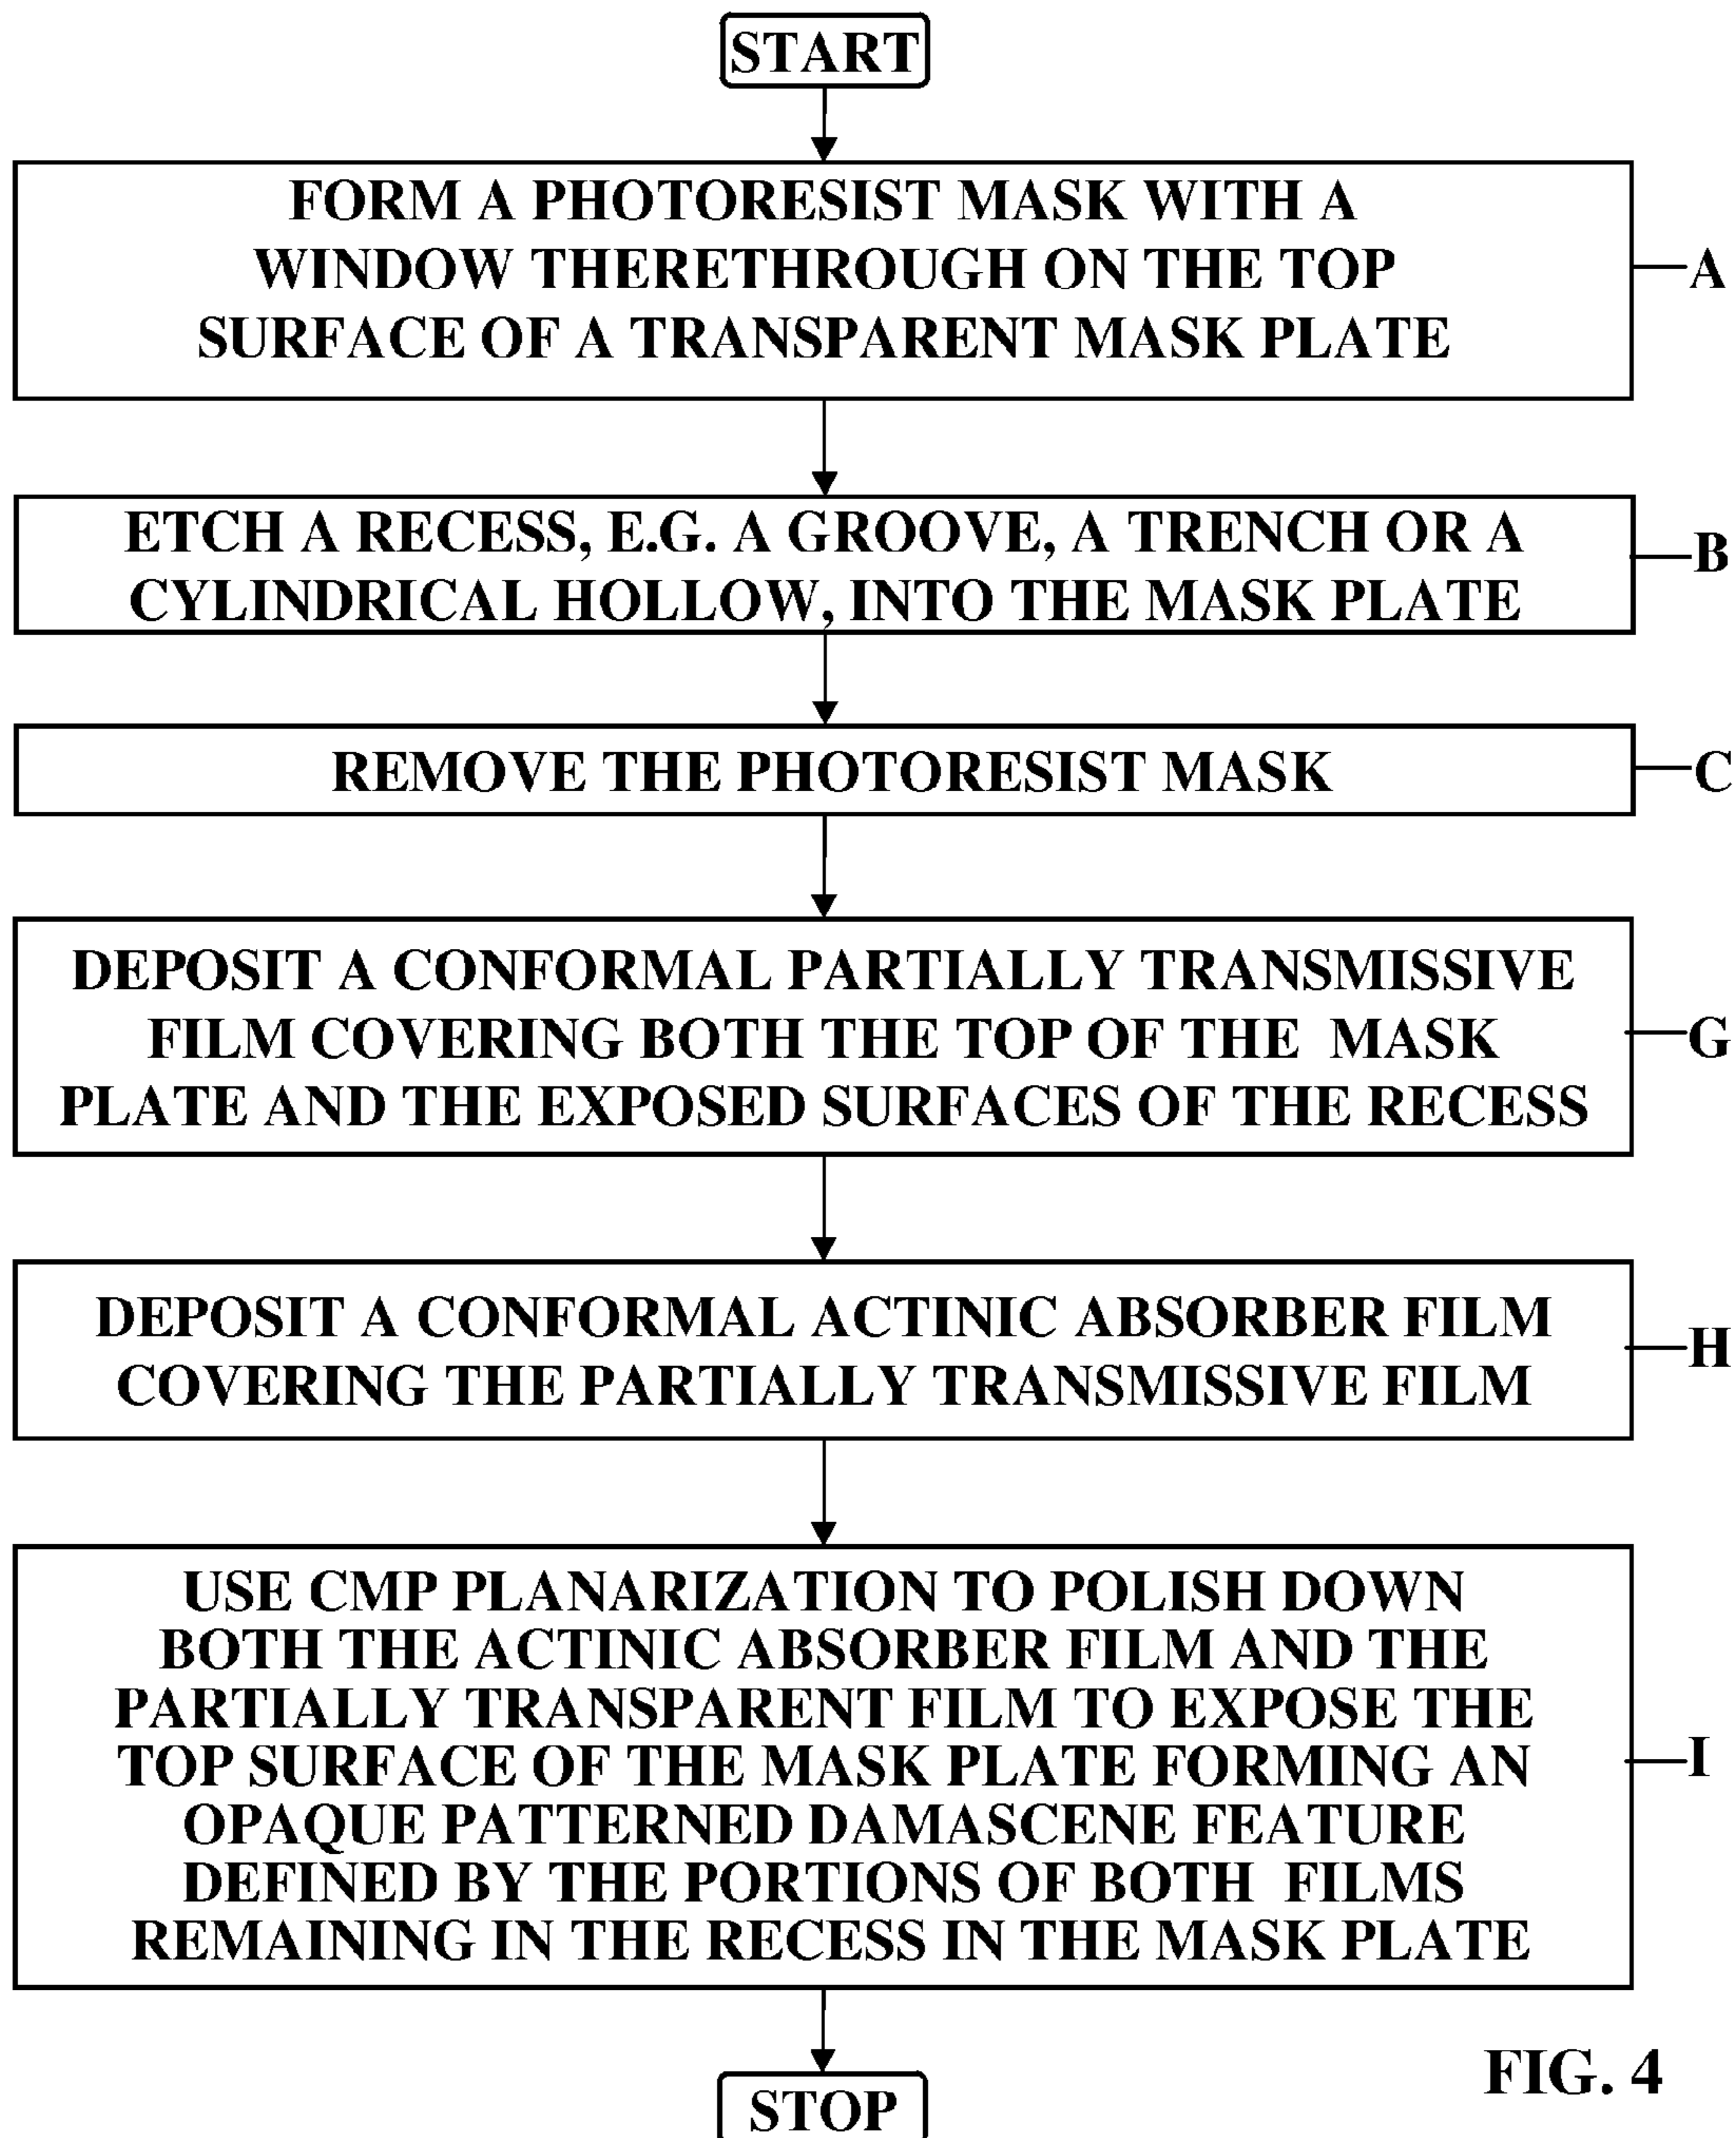 START
FORM A PHOTORESIST MASK WITH A
WINDOW THERETHROUGH ON THE TOP
SURFACE OF A TRANSPARENT MASK PLATE
A
ETCH A RECESS, E.G. A GROOVE, A TRENCH OR A
CYLINDRICAL HOLLOW, INTO THE MASK PLATE
B
REMOVE THE PHOTORESIST MASK
C
DEPOSIT A CONFORMAL PARTIALLY TRANSMISSIVE
FILM COVERING BOTH THE TOP OF THE MASK
PLATE AND THE EXPOSED SURFACES OF THE RECESS
G
DEPOSIT A CONFORMAL ACTINIC ABSORBER FILM
COVERING THE PARTIALLY TRANSMISSIVE FILM
H
USE CMP PLANARIZATION TO POLISH DOWN
BOTH THE ACTINIC ABSORBER FILM AND THE
PARTIALLY TRANSPARENT FILM TO EXPOSE THE
TOP SURFACE OF THE MASK PLATE FORMING AN
OPAQUE PATTERNED DAMASCENE FEATURE
DEFINED BY THE PORTIONS OF BOTH FILMS
REMAINING IN THE RECESS IN THE MASK PLATE
I
STOP
FIG. 4